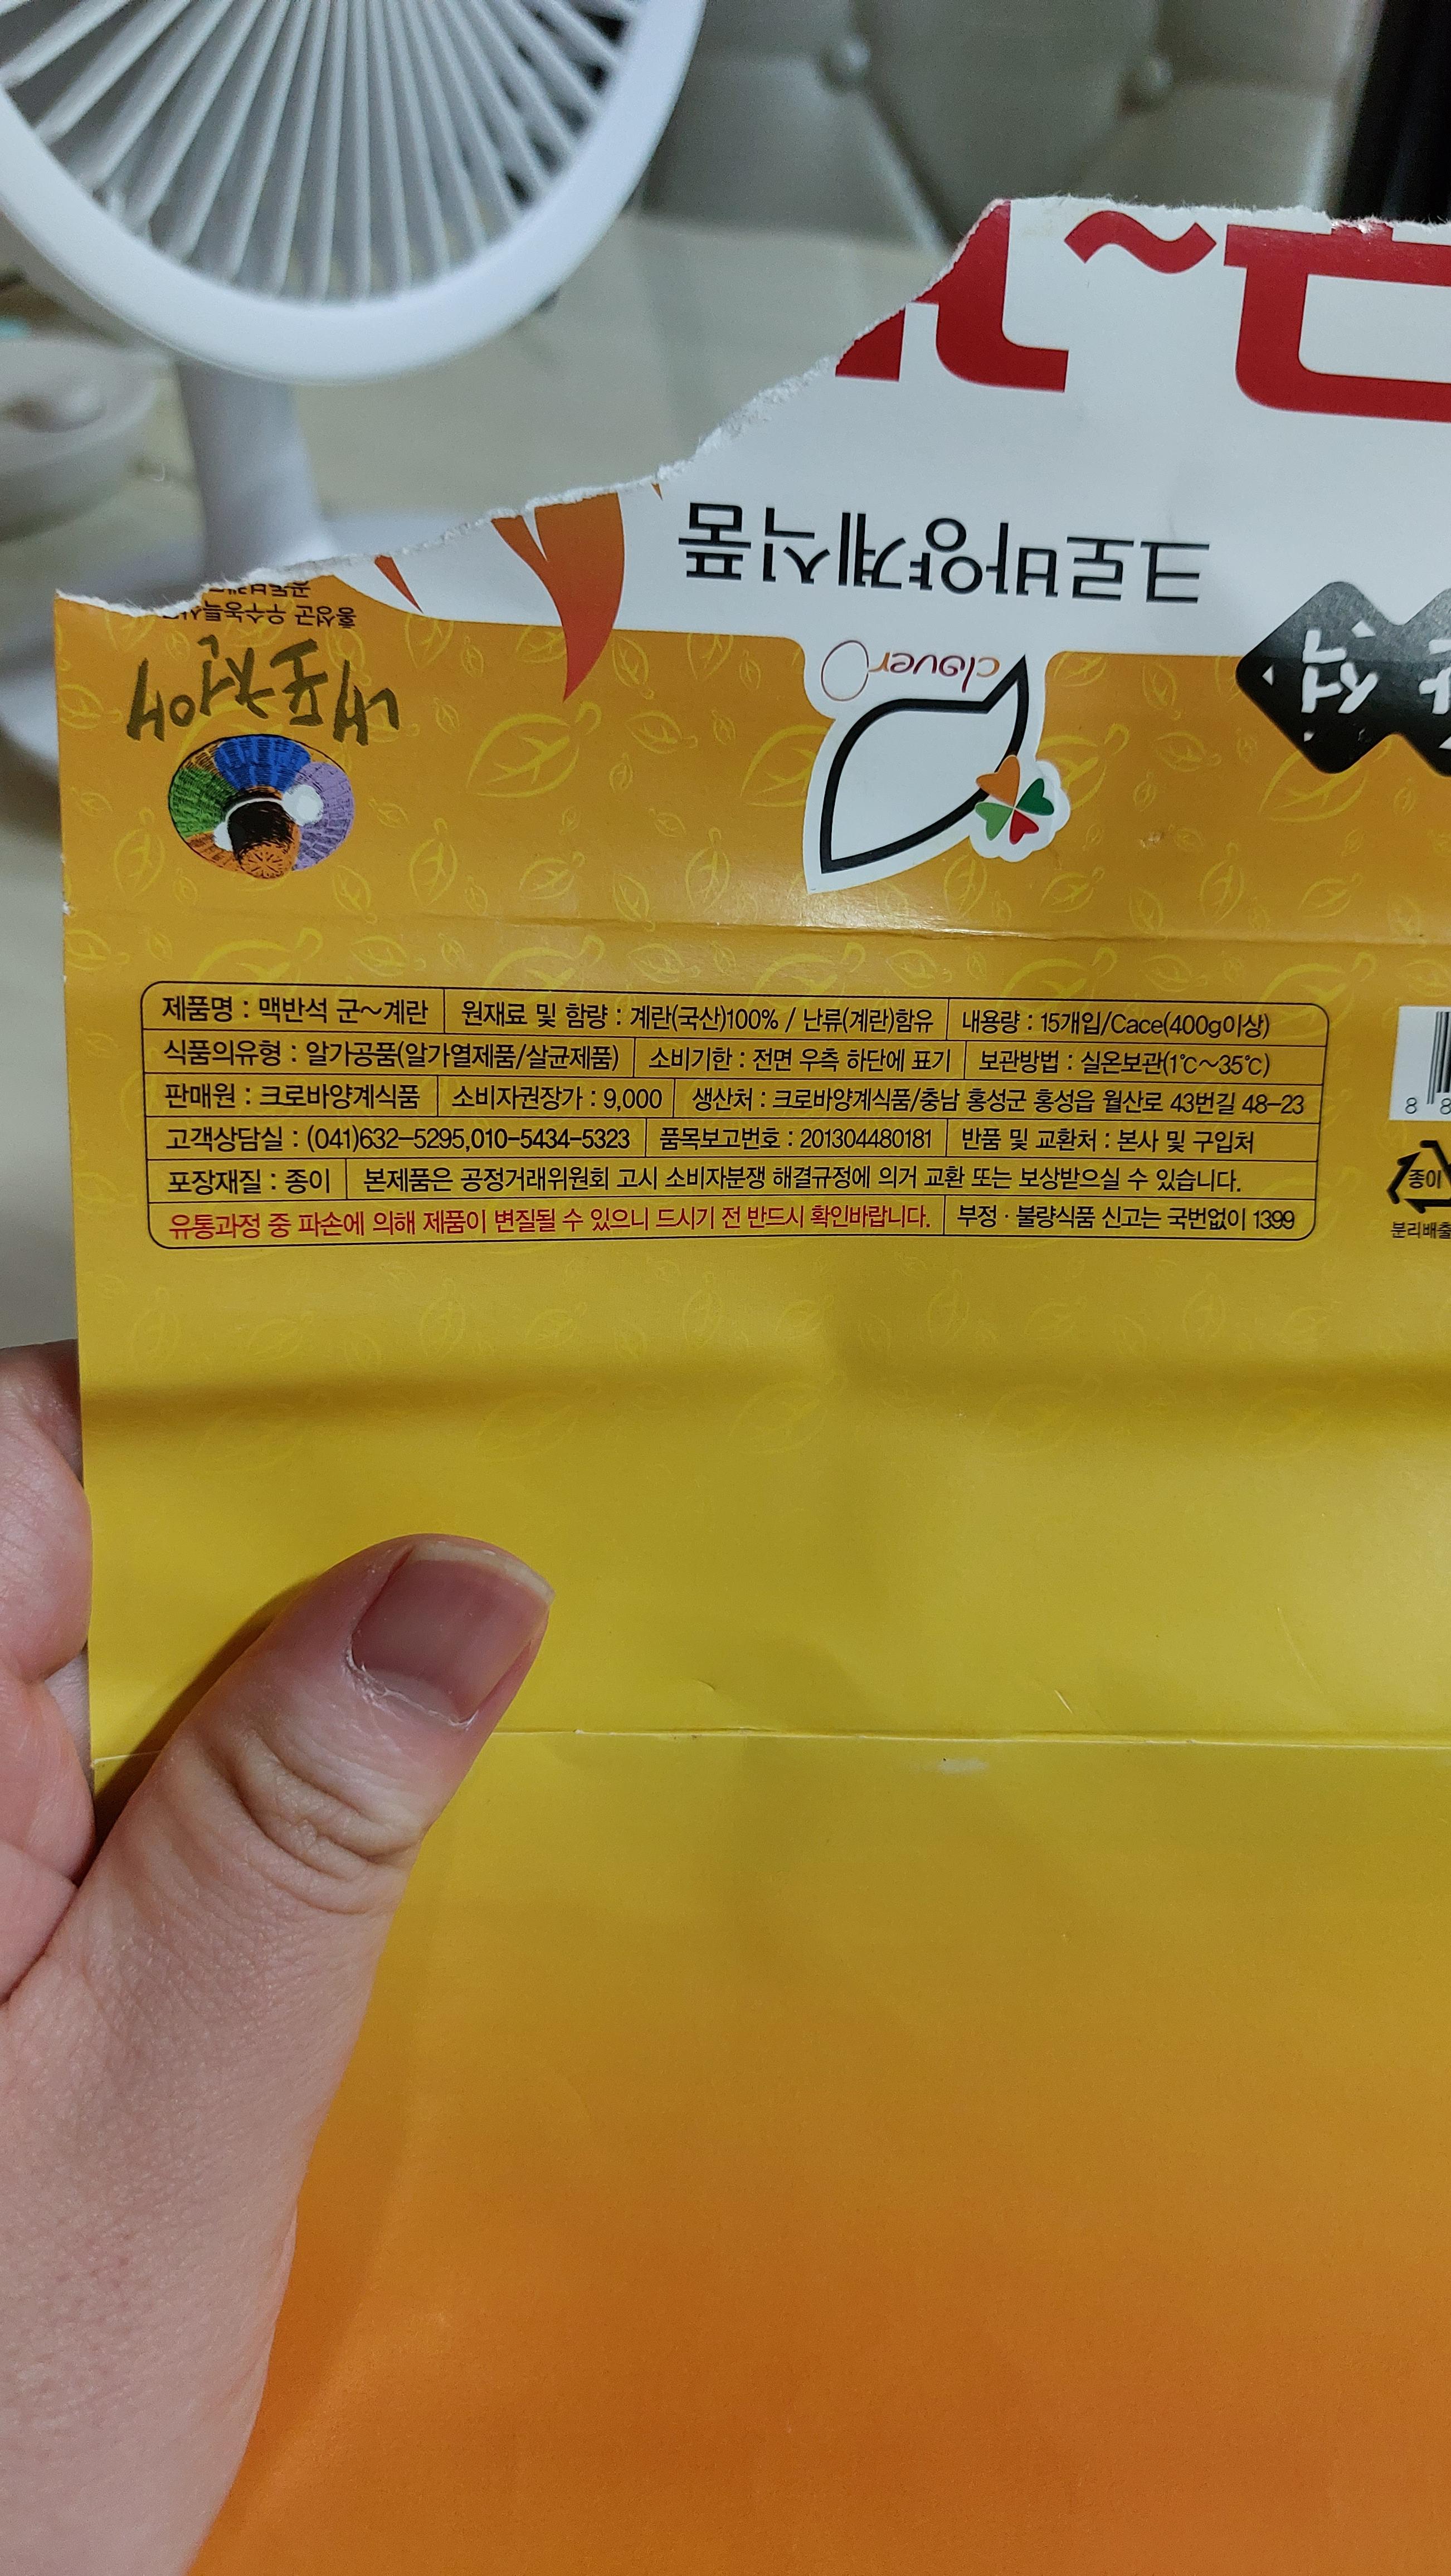 크로바양계식품
clover
내포천애
제품명 : 맥반석 군~계란 원재료 및 함량 : 계란(국산)100% / 난류(계란)함유 내용량 : 15개입/Cace(400g이상)
식품의유형 : 알가공품(알가열제품/살균제품) 소비기한 : 전면 우측 하단에 표기 보관방법 : 실온보관(1℃~35℃)
판매원 : 크로바양계식품 소비자권장가 : 9,000 생산처 : 크로바양계식품/충남 홍성군 홍성읍 월산로 43번길 48-23
고객상담실 : (041)632-5295,010-5434-5323 품목보고번호 : 201304480181 반품 및 교환처 : 본사 및 구입처
포장재질 : 종이 본제품은 공정거래위원회 고시 소비자분쟁 해결규정에 의거 교환 또는 보상받으실 수 있습니다.
유통과정 중 파손에 의해 제품이 변질될 수 있으니 드시기 전 반드시 확인바랍니다. 부정 · 불량식품 신고는 국번없이 1399
8 8
종이
분리배출